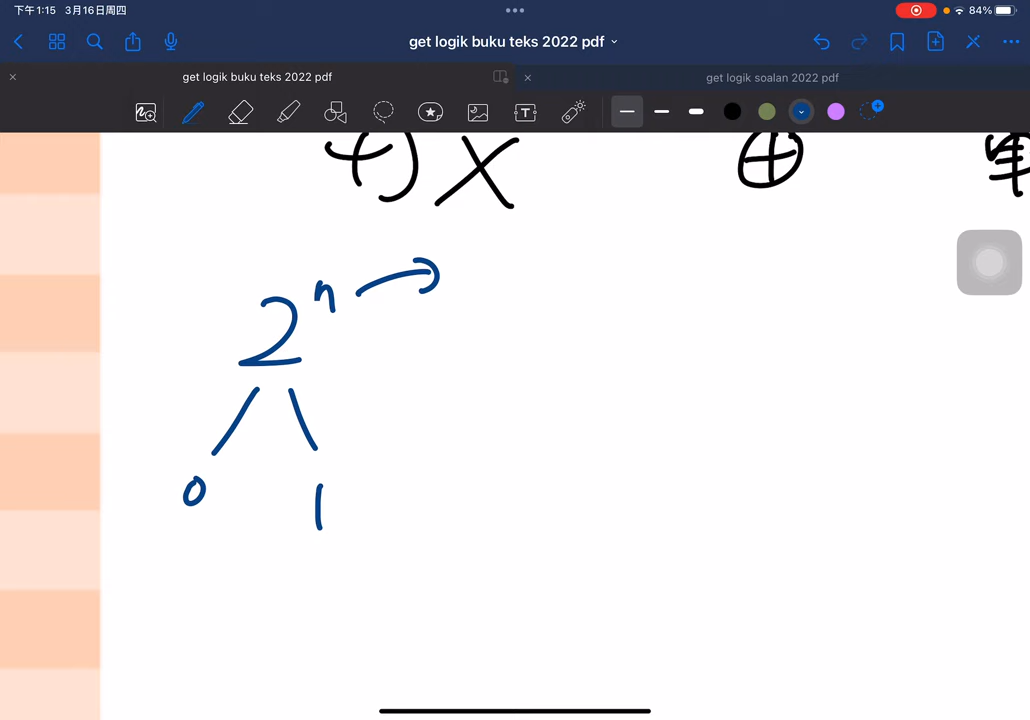 下午1:15 3月16日周四
84%
get logik buku teks 2022 pdf
get logik buku teks 2022 pdf
get logik soalan 2022 pdf
T
X
2ⁿ
0 1